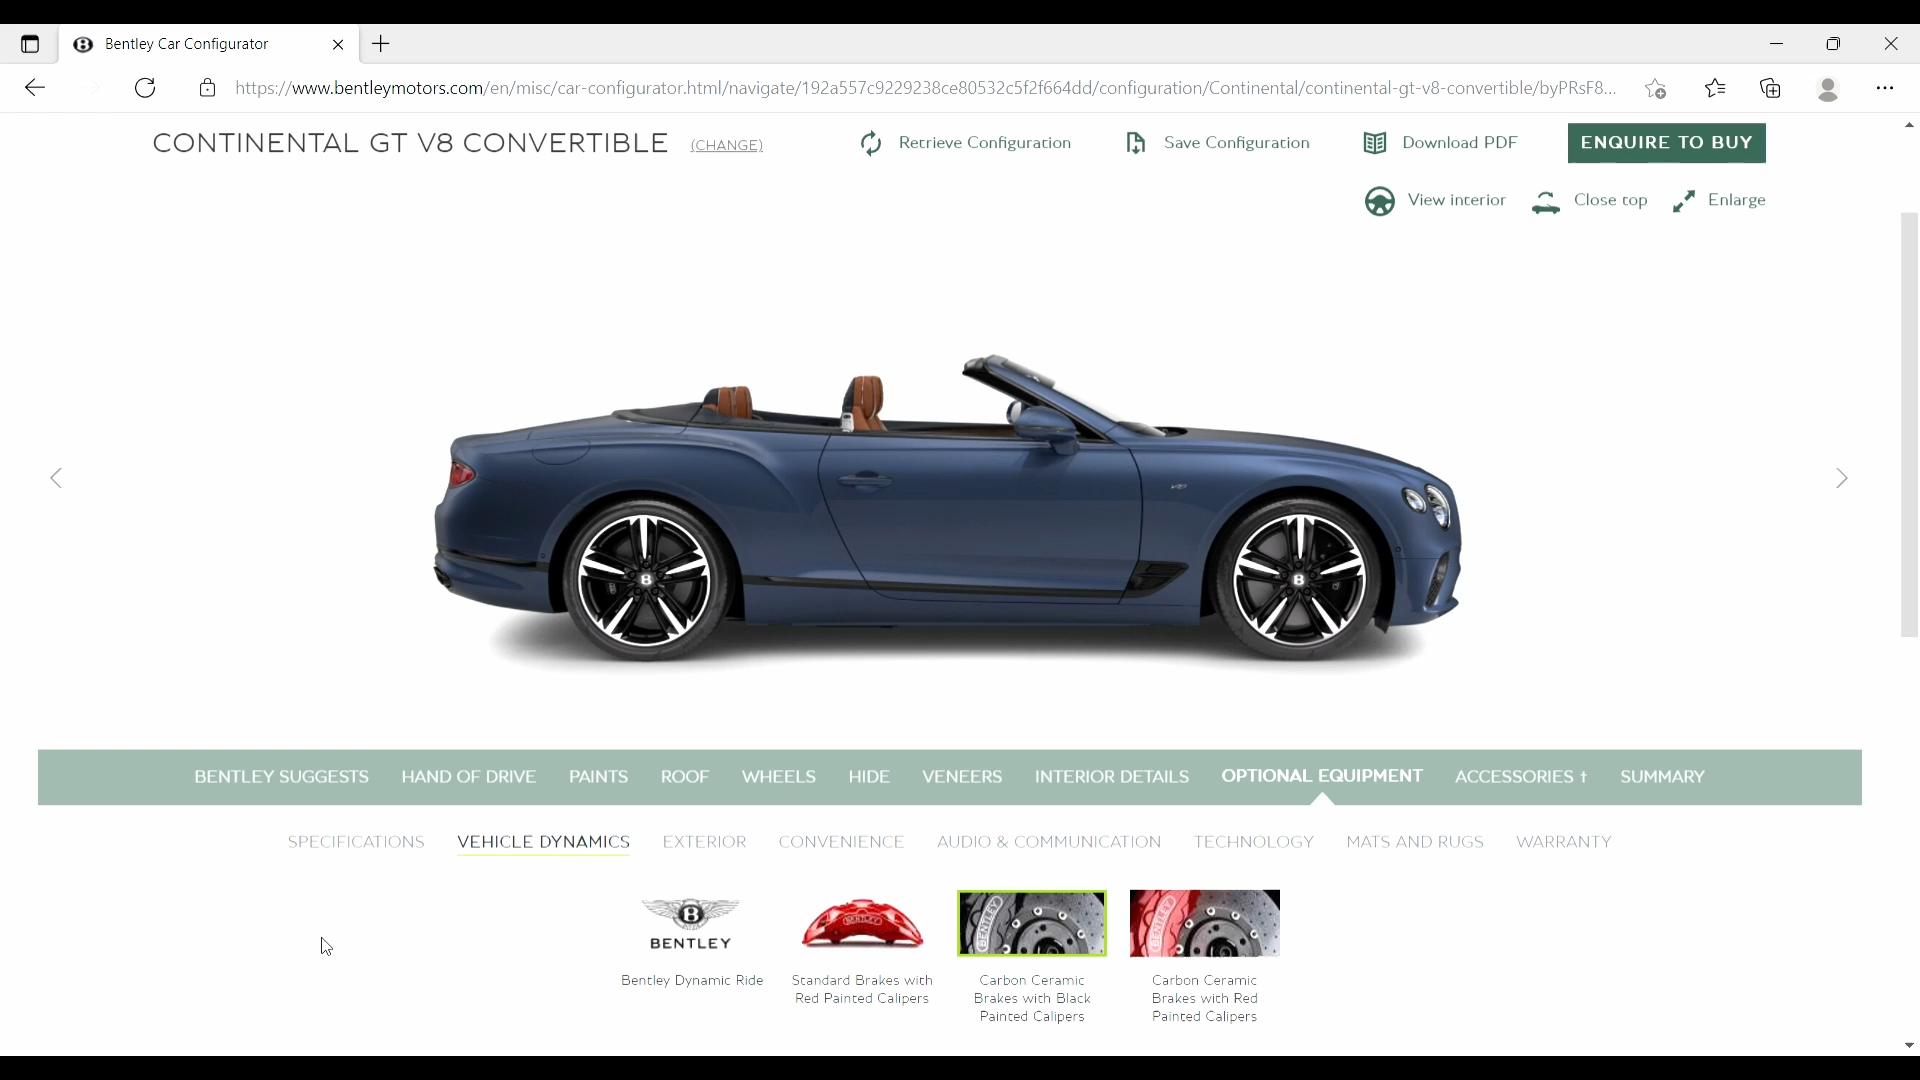 Bentley Car Configurator
https://www.bentleymotors.com/en/misc/car-configurator.html/navigate/192a557c9229238ce80532c5f2f664dd/configuration/Continental/continental-gt-v8-convertible/byPRsF8...
CONTINENTAL GT V8 CONVERTIBLE (CHANGE) Retrieve Configuration Save Configuration Download PDF ENQUIRE TO BUY
View interior Close top Enlarge
BENTLEY SUGGESTS HAND OF DRIVE PAINTS ROOF WHEELS HIDE VENEERS INTERIOR DETAILS OPTIONAL EQUIPMENT ACCESSORIES † SUMMARY
SPECIFICATIONS VEHICLE DYNAMICS EXTERIOR CONVENIENCE AUDIO & COMMUNICATION TECHNOLOGY MATS AND RUGS WARRANTY
B
BENTLEY
BENTLEY
BENTLEY
BENTLEY
Bentley Dynamic Ride
Standard Brakes with
Red Painted Calipers
Carbon Ceramic
Brakes with Black
Painted Calipers
Carbon Ceramic
Brakes with Red
Painted Calipers